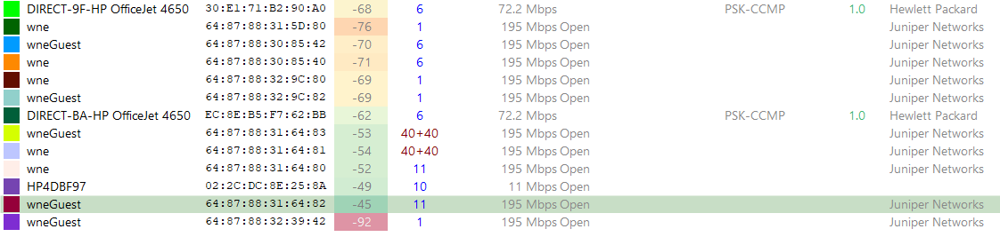 DIRECT-9F-HP OfficeJet 4650 30:E1:71:B2:90:A0 -68 6 72.2 Mbps PSK-CCMP 1.0 Hewlett Packard
wne 64:87:88:31:5D:80 -76 1 195 Mbps Open Juniper Networks
wneGuest 64:87:88:30:85:42 -70 6 195 Mbps Open Juniper Networks
wne 64:87:88:30:85:40 -71 6 195 Mbps Open Juniper Networks
wne 64:87:88:32:9C:80 -69 1 195 Mbps Open Juniper Networks
wneGuest 64:87:88:32:9C:82 -69 1 195 Mbps Open Juniper Networks
DIRECT-BA-HP OfficeJet 4650 EC:8E:B5:F7:62:BB -62 6 72.2 Mbps PSK-CCMP 1.0 Hewlett Packard
wneGuest 64:87:88:31:64:83 -53 40+40 195 Mbps Open Juniper Networks
wne 64:87:88:31:64:81 -54 40+40 195 Mbps Open Juniper Networks
wne 64:87:88:31:64:80 -52 11 195 Mbps Open Juniper Networks
HP4DBF97 02:2C:DC:8E:25:8A -49 10 11 Mbps Open
wneGuest 64:87:88:31:64:82 -45 11 195 Mbps Open Juniper Networks
wneGuest 64:87:88:32:39:42 -92 1 195 Mbps Open Juniper Networks